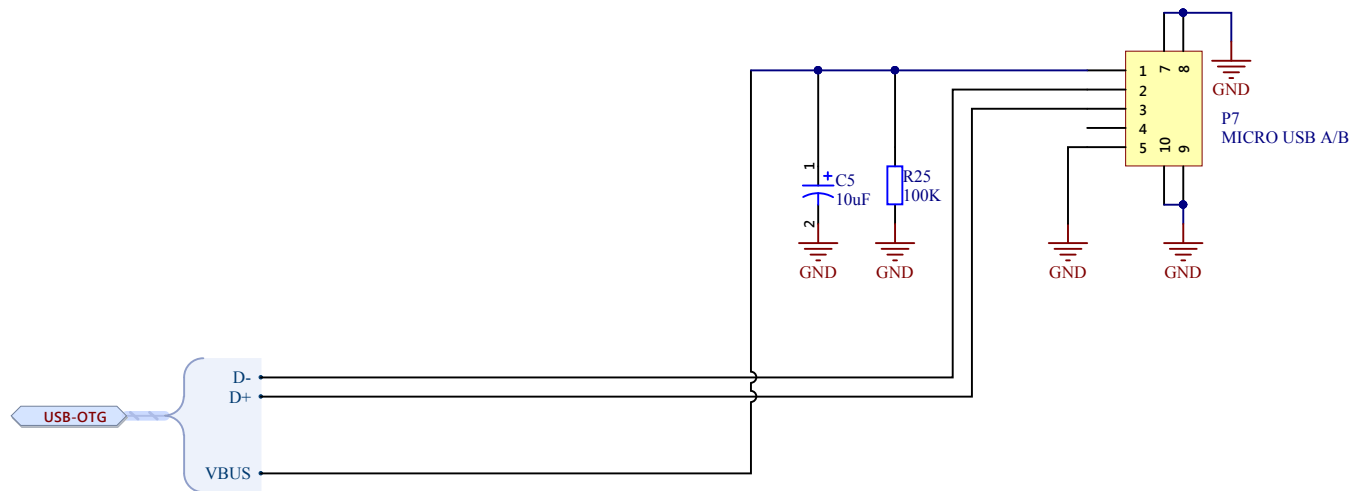 7 8
1
2
3
4
5
10 9
GND
P7
MICRO USB A/B
1
+
C5
10uF
2
GND
R25
100K
GND
GND
GND
D-
D+
USB-OTG
VBUS